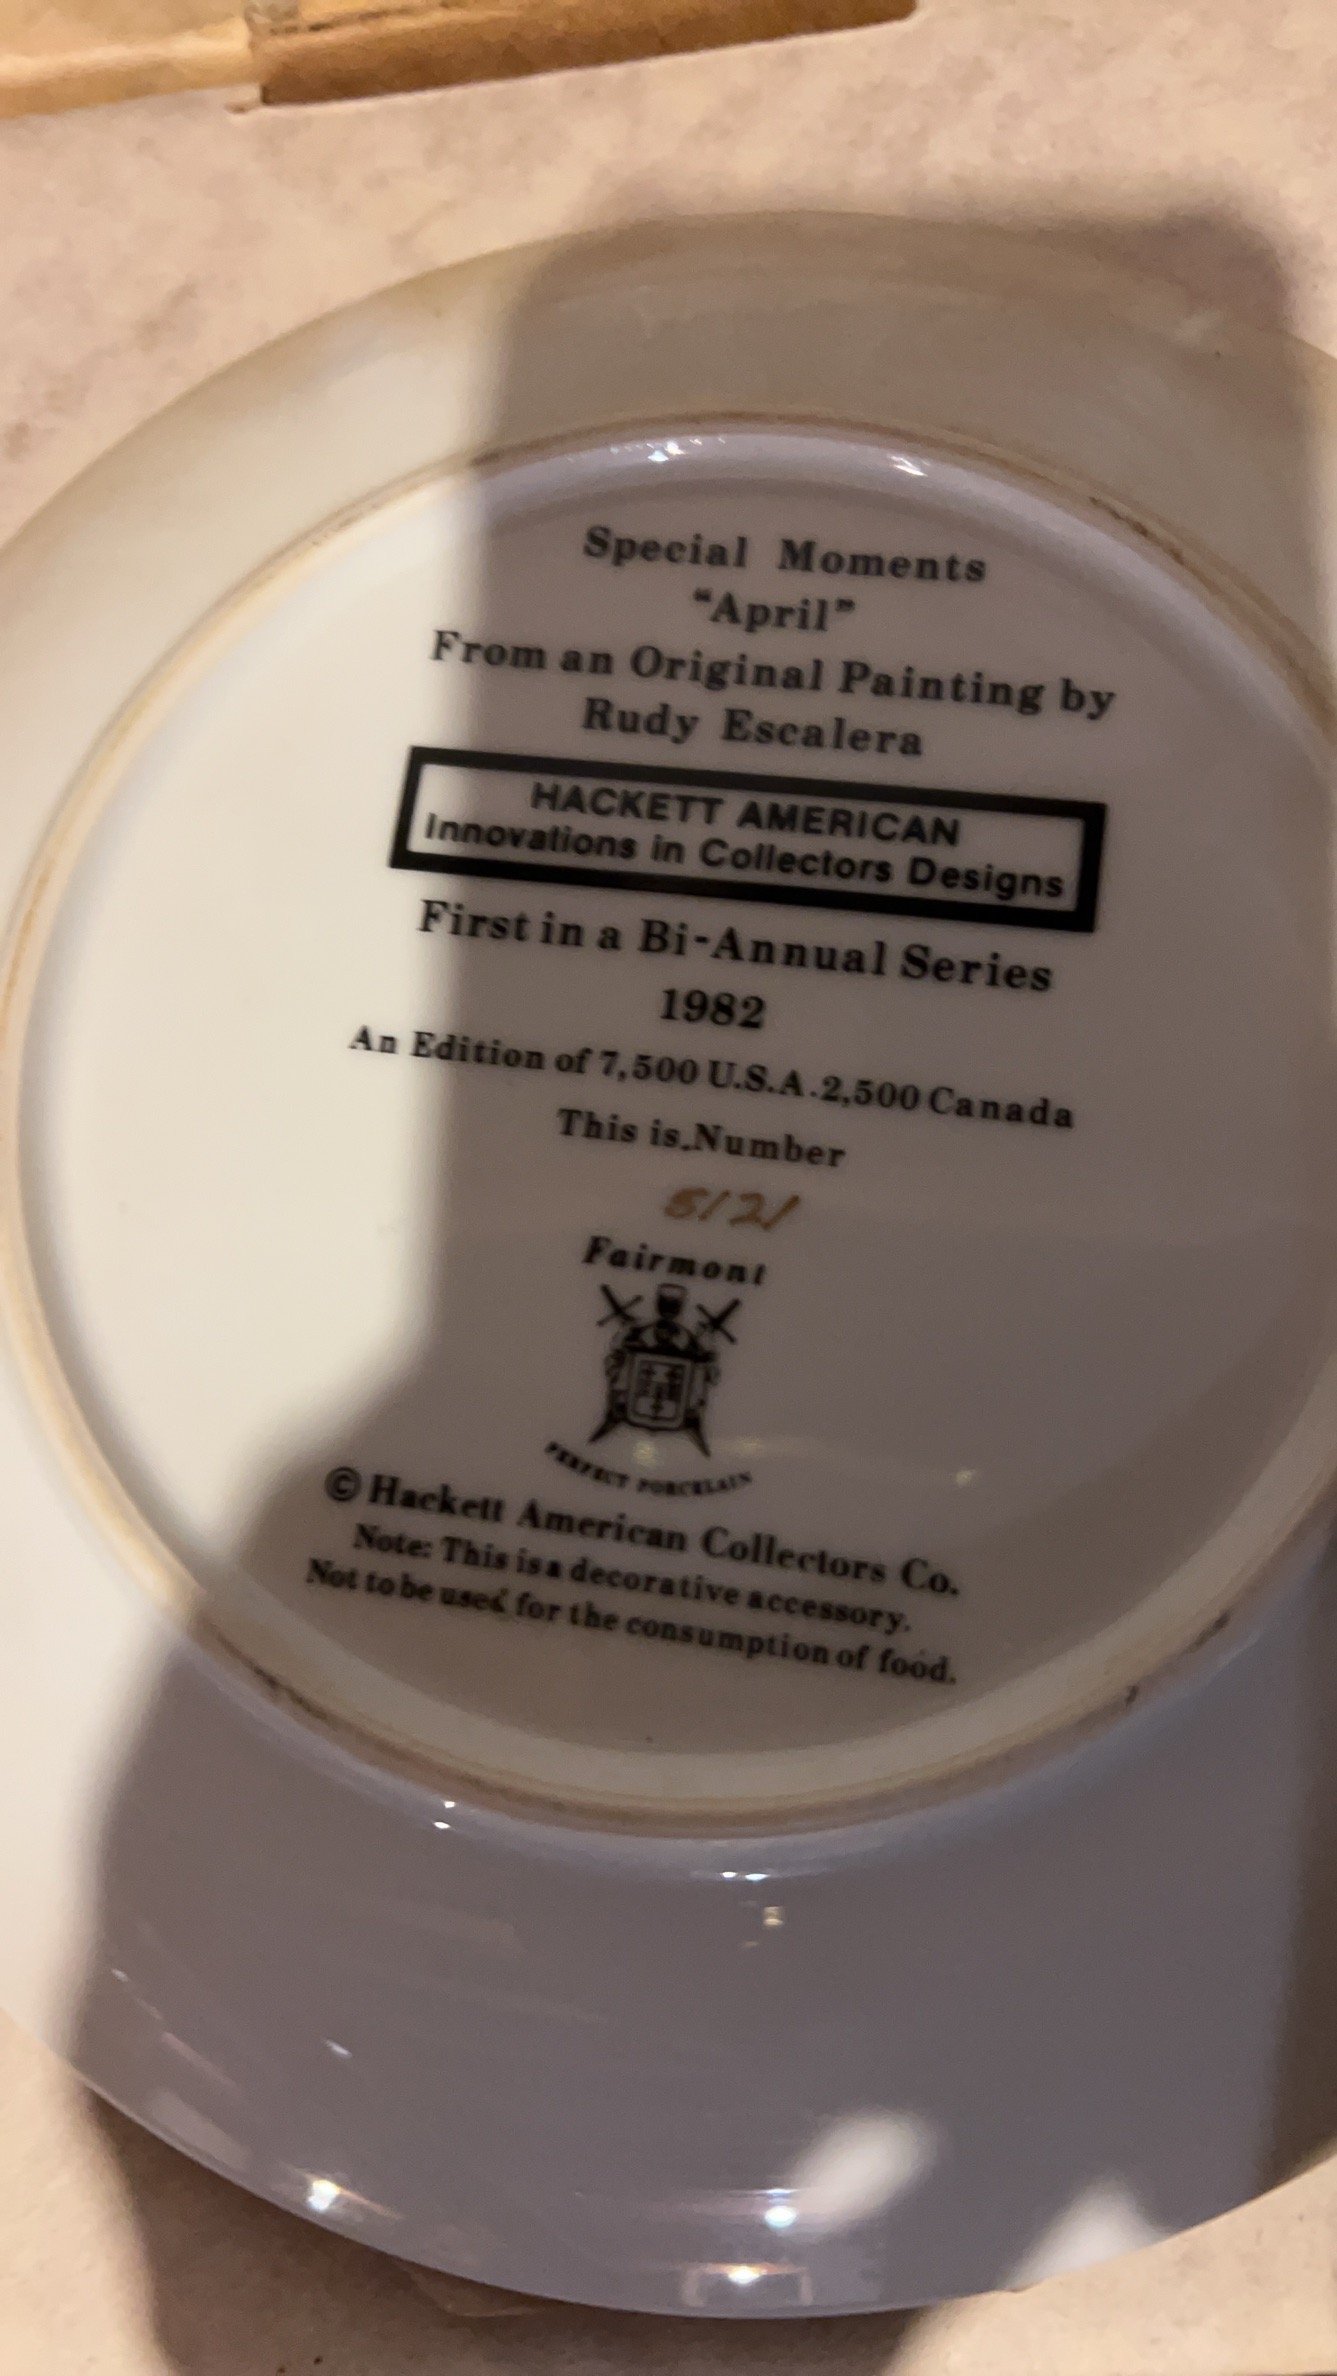 Special Moments
“April”
From an Original Painting by
Rudy Escalera
HACKETT AMERICAN
Innovations in Collectors Designs
First in a Bi-Annual Series
1982
An Edition of 7,500 U.S.A.2,500 Canada
This is.Number
5121
Fairmont
PERFECT PORCELAIN
© Hackett American Collectors Co.
Note: This is a decorative accessory.
Not to be used for the consumption of food.